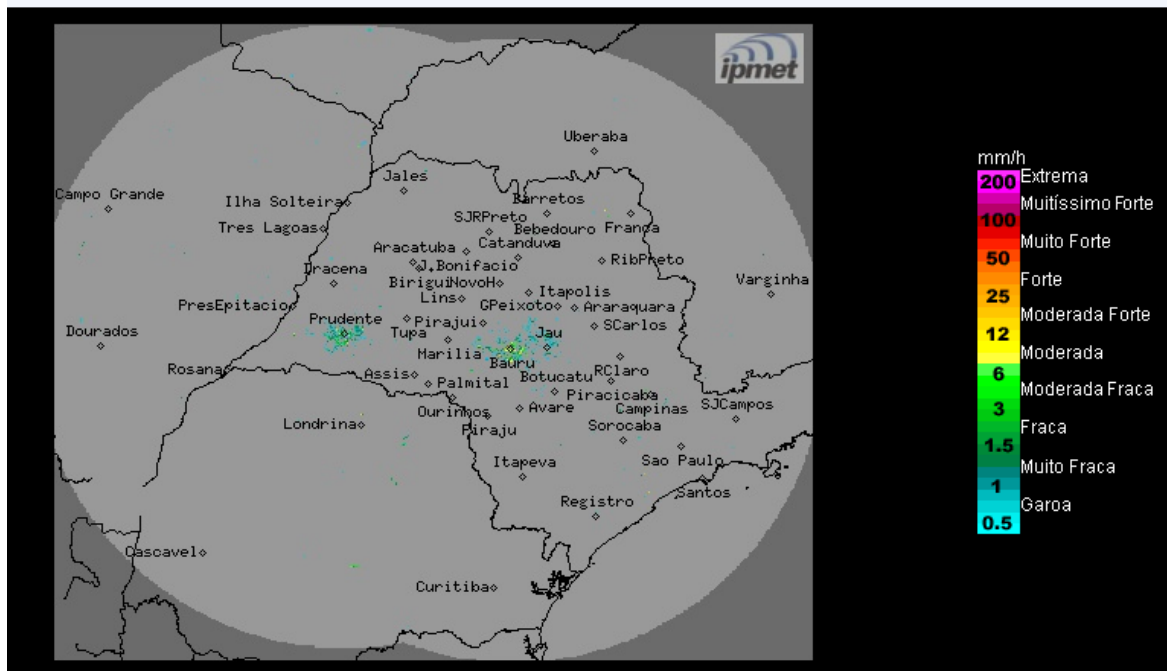 ipmet
Uberaba
mm/h
Extrema
200
Jales
Campo Grande
Ilha Solteira
Barretos
Muitíssimo Forte
SJRPreto
100
Tres Lagoas
Bebedouro Franca
Aracatuba
Catanduva
Muito Forte
J.Bonifacio
RibPreto
50
Dracena
Birigui
NovoH
Varginha
Forte
Itapolis
Lins
25
PresEpitacio
GPeixoto
Araraquara
Moderada Forte
Prudente
Pirajui
SCarlos
12
Dourados
Tupa
Jau
Marilia
Moderada
Bauru
Rosana
Assis
Botucatu
RClaro
6
Palmital
Piracicaba
Moderada Fraca
Ourinhos
Avare
Campinas
SJCampos
3
Londrina
Piraju
Sorocaba
Fraca
1.5
Itapeva
Sao Paulo
Muito Fraca
1
Santos
Registro
Garoa
0.5
Cascavel
Curitiba